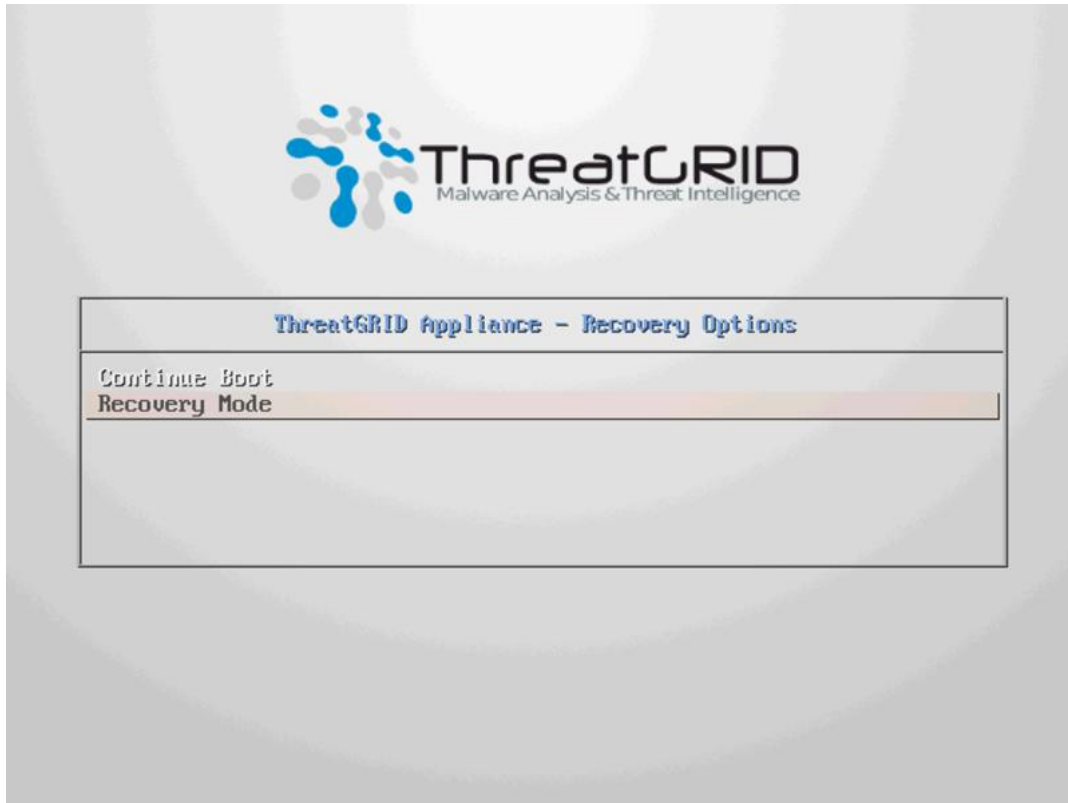 ThreatGRID
Malware Analysis & Threat Intelligence
ThreatGRID Appliance - Recovery Options
Continue Boot
Recovery Mode